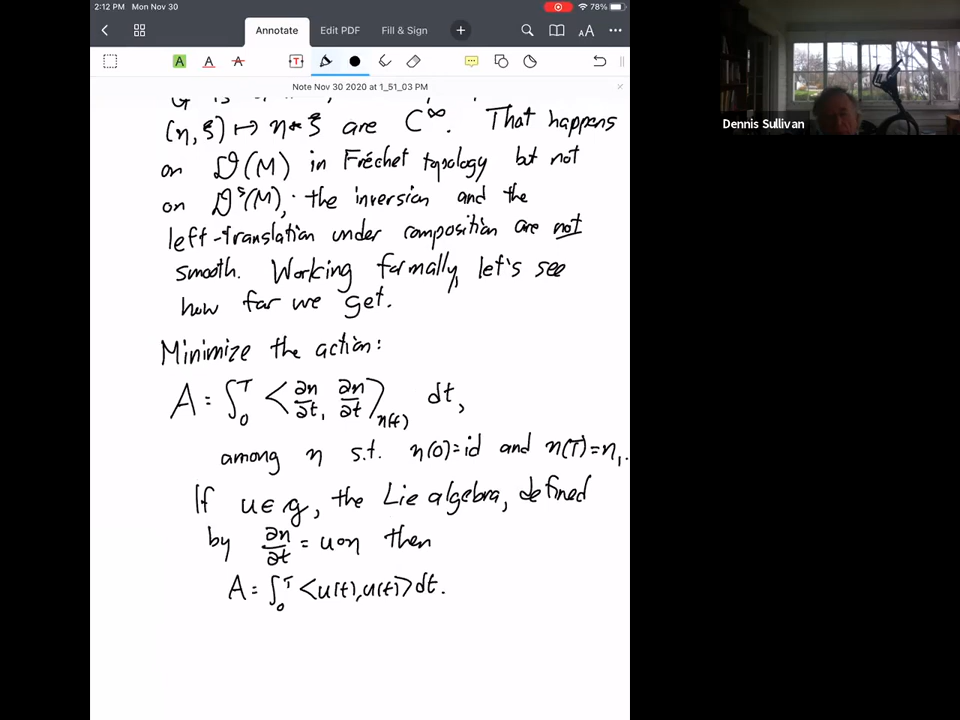 2:12 PM Mon Nov 30
78%
Annotate Edit PDF Fill & Sign
Note Nov 30 2020 at 1_51_03 PM
(η, ξ) ↦ η∗ξ are C^∞. That happens
on 𝒟(M) in Fréchet topology but not
on 𝒟^s(M); the inversion and the
left-translation under composition are not
smooth. Working formally, let's see
how far we get.
Minimize the action:
A = ∫_0^T <∂η/∂t, ∂η/∂t>_η(t) dt,
among η s.t. η(0)=id and η(T)=η_1.
If u∈g, the Lie algebra, defined
by ∂η/∂t = u∘η then
A = ∫_0^T <u(t), u(t)> dt.
Dennis Sullivan